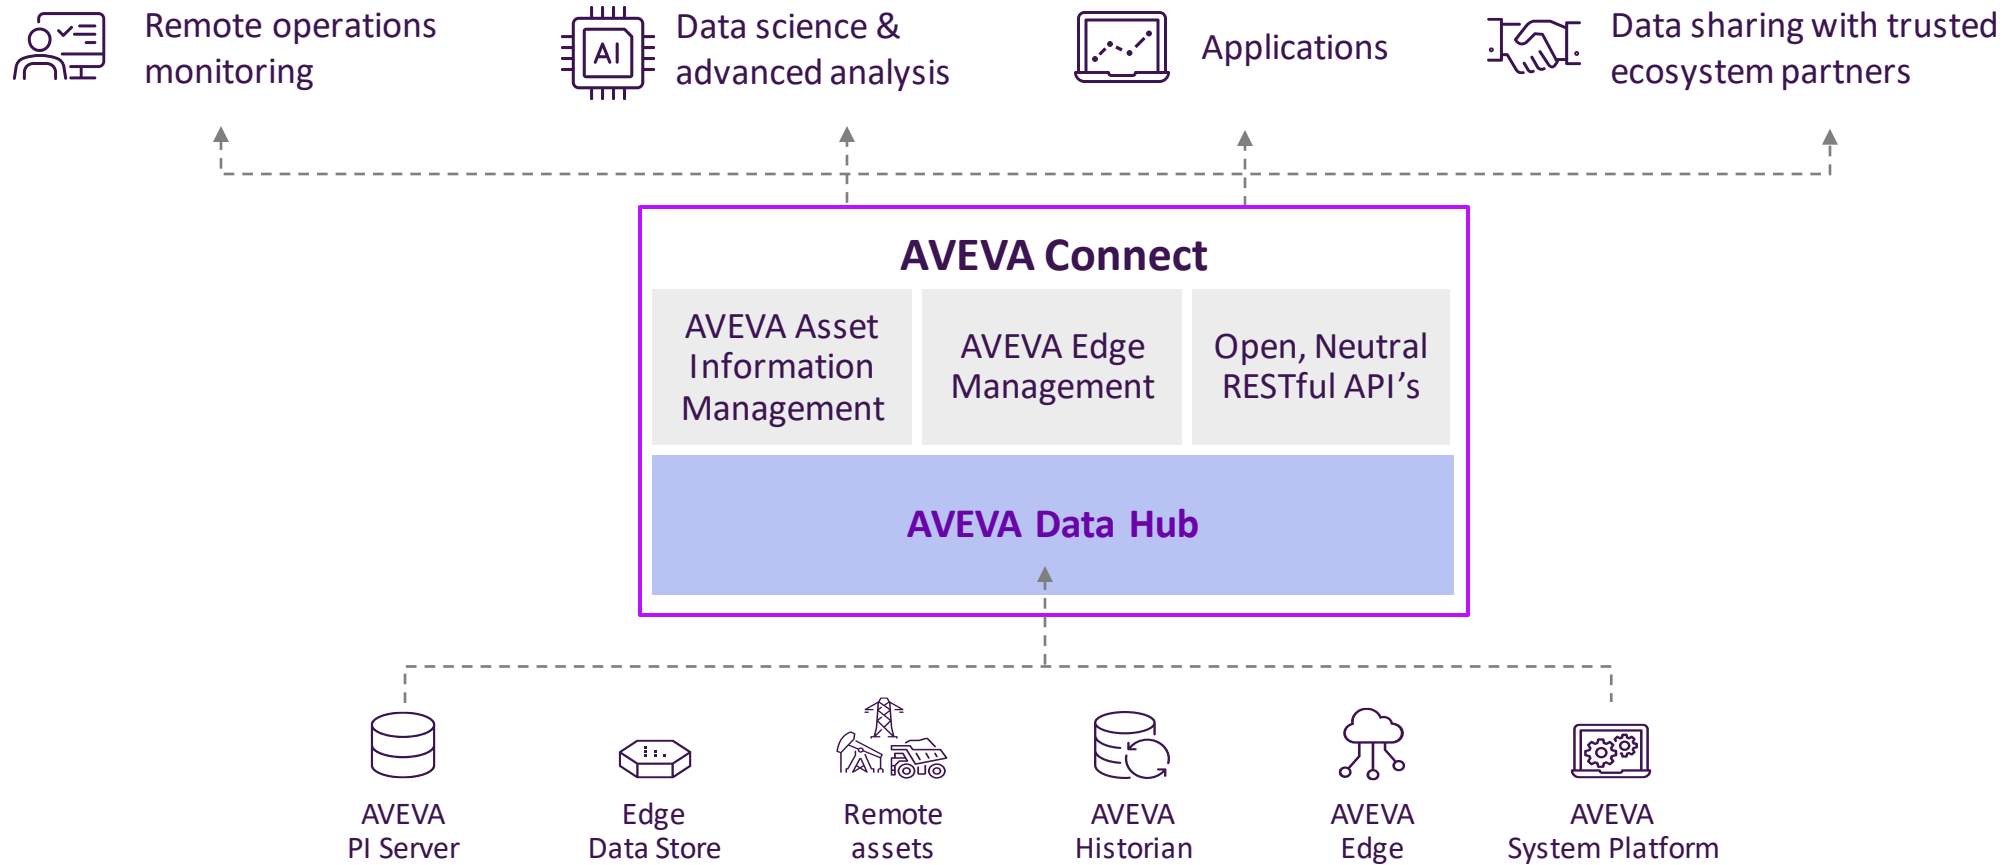 Remote operations
monitoring
AI
Data science &
advanced analysis
Applications
Data sharing with trusted
ecosystem partners
AVEVA Connect
AVEVA Asset
Information
Management
AVEVA Edge
Management
Open, Neutral
RESTful API’s
AVEVA Data Hub
AVEVA
PI Server
Edge
Data Store
Remote
assets
AVEVA
Historian
AVEVA
Edge
AVEVA
System Platform